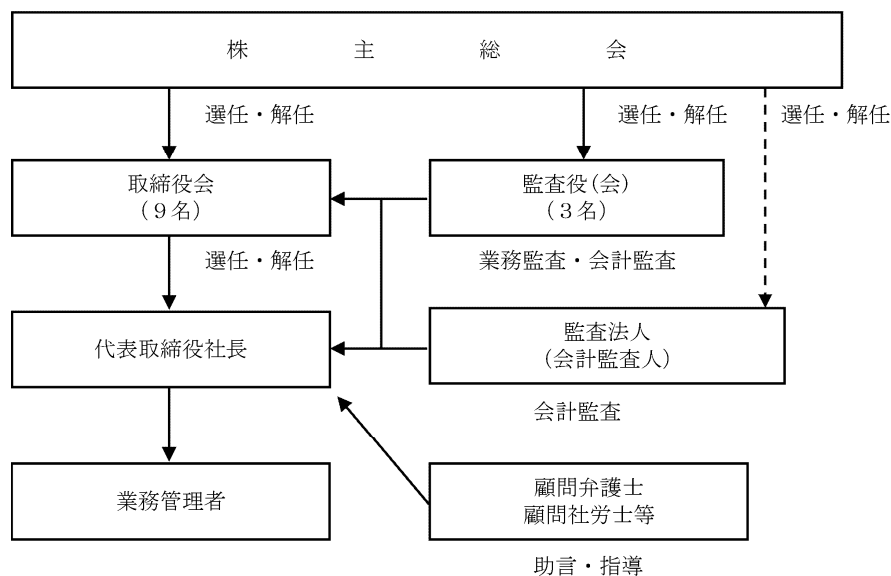 株主総会
選任・解任
選任・解任
選任・解任
取締役会
（９名）
監査役（会）
（３名）
選任・解任
業務監査・会計監査
代表取締役社長
監査法人
（会計監査人）
会計監査
業務管理者
顧問弁護士
顧問社労士等
助言・指導